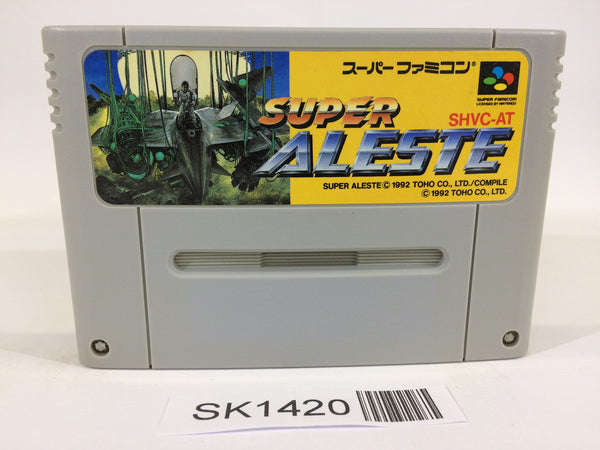 スーパーファミコン®
SUPER FAMICOM
LICENSED BY NINTENDO
SUPER
ALESTE
SHVC-AT
SUPER ALESTE © 1992 TOHO CO., LTD./COMPILE
© 1992 TOHO CO., LTD.
SK1420